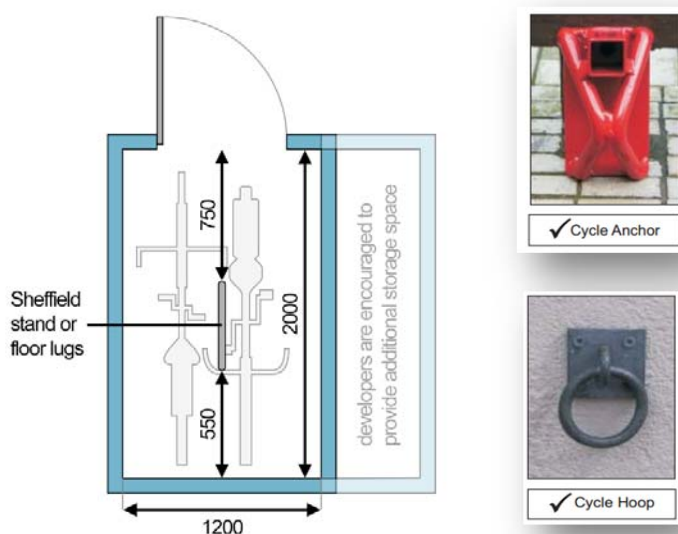 Sheffield
stand or
floor lugs
750
2000
550
1200
developers are encouraged to
provide additional storage space
✓ Cycle Anchor
✓ Cycle Hoop